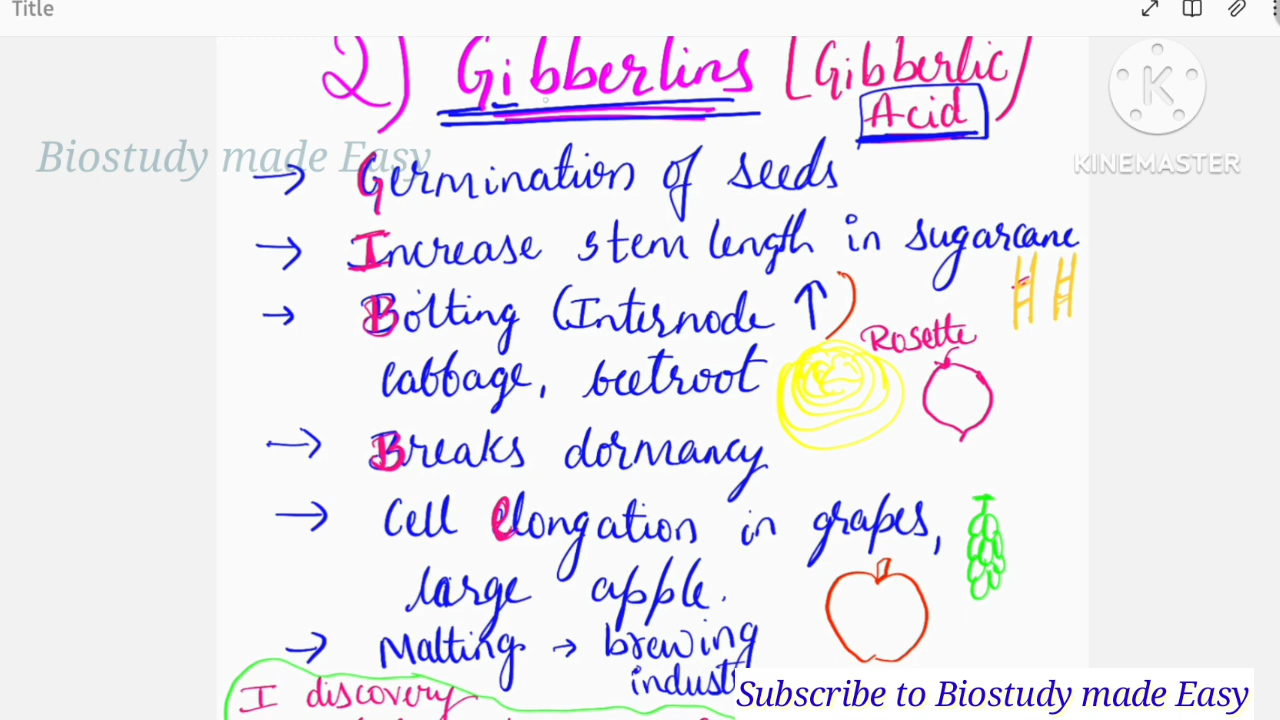 Title
2) Gibberlins [Gibberlic
Acid)
Biostudy made Easy
KINEMASTER
→ Germination of seeds
→ Increase stem length in sugarcane
→ Bolting (Internode ↑)
Rosette
cabbage, beetroot
→ Breaks dormancy
→ Cell elongation in grapes,
large apple.
→ Malting → brewing
indust
I discovery
Subscribe to Biostudy made Easy